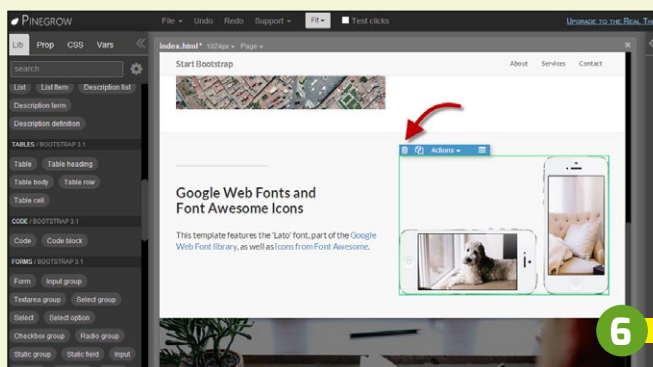 PINEGROW
File Undo Redo Support Fit Test clicks UPGRADE TO THE REAL
Lib Prop CSS Vars
index.html* 1024px Page
search
Start Bootstrap About Services Contact
List List Item Description list
Description term
Description definition
TABLES / BOOTSTRAP 3.1
Table Table heading
Table body Table row
Table cell
CODE / BOOTSTRAP 3.1
Code Code block
FORMS / BOOTSTRAP 3.1
Form Input group
Textarea group Select group
Select Select option
Checkbox group Radio group
Static group Static field Input
Actions
Google Web Fonts and
Font Awesome Icons
This template features the 'Lato' font, part of the Google
Web Font library, as well as icons from Font Awesome.
6